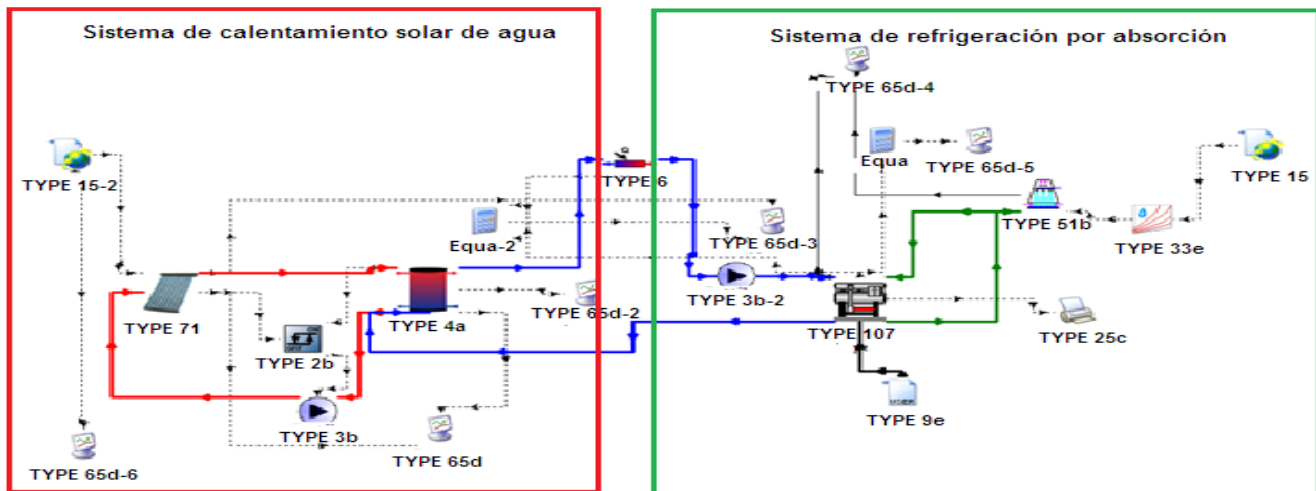 Sistema de calentamiento solar de agua
Sistema de refrigeración por absorción
TYPE 65d-4
TYPE 15-2
TYPE 6
Equa
TYPE 65d-5
TYPE 15
Equa-2
TYPE 65d-3
TYPE 51b
TYPE 33e
TYPE 71
TYPE 4a
TYPE 65d-2
TYPE 3b-2
TYPE 107
TYPE 25c
TYPE 2b
USER
TYPE 9e
TYPE 3b
TYPE 65d
TYPE 65d-6